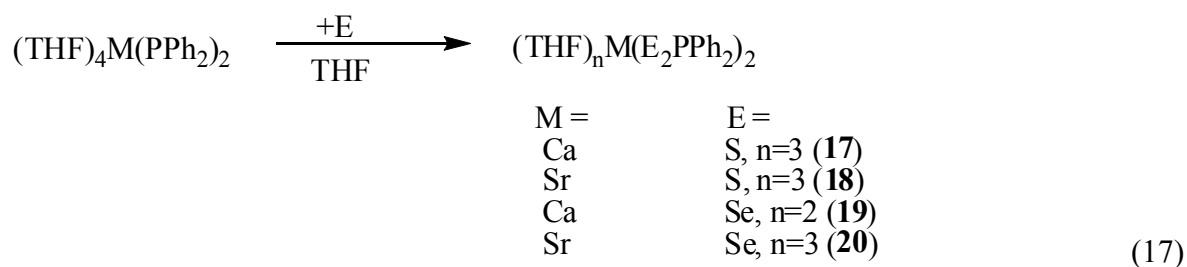 (THF)₄M(PPh₂)₂ +E THF (THF)ₙM(E₂PPh₂)₂
M = E =
Ca S, n=3 (17)
Sr S, n=3 (18)
Ca Se, n=2 (19)
Sr Se, n=3 (20)
(17)